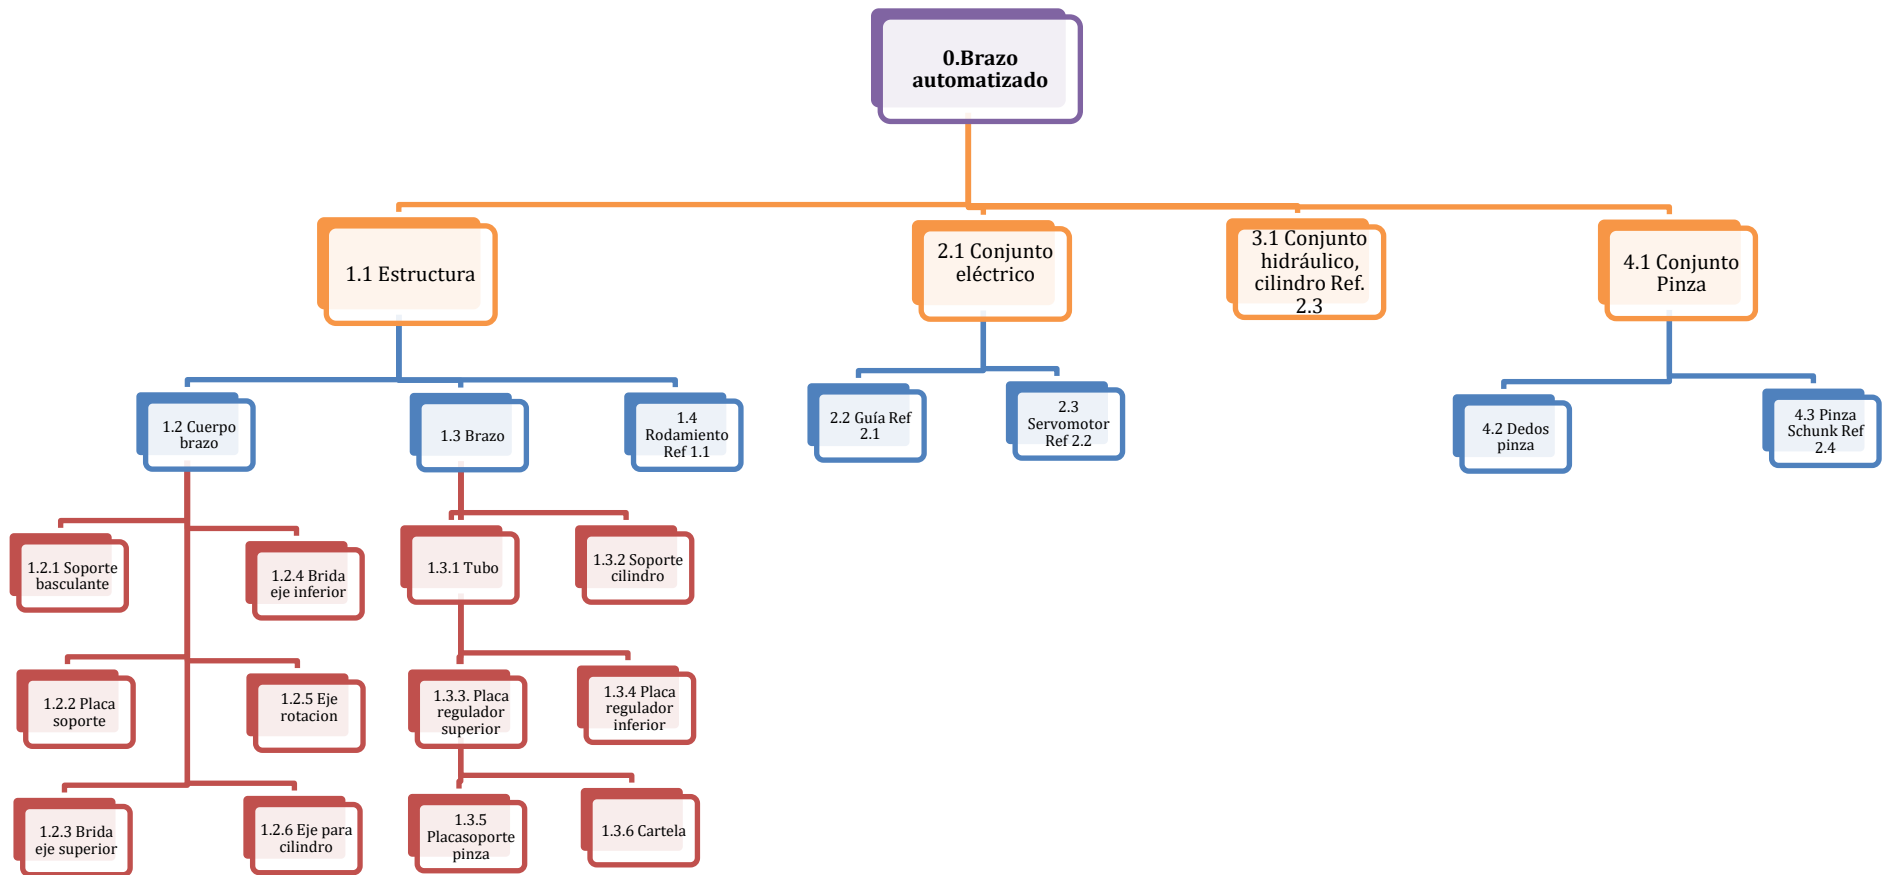 0.Brazo
automatizado
1.1 Estructura
2.1 Conjunto
eléctrico
3.1 Conjunto
hidráulico,
cilindro Ref.
2.3
4.1 Conjunto
Pinza
1.2 Cuerpo
brazo
1.3 Brazo
1.4
Rodamiento
Ref 1.1
2.2 Guía Ref
2.1
2.3
Servomotor
Ref 2.2
4.2 Dedos
pinza
4.3 Pinza
Schunk Ref
2.4
1.2.1 Soporte
basculante
1.2.4 Brida
eje inferior
1.3.1 Tubo
1.3.2 Soporte
cilindro
1.2.2 Placa
soporte
1.2.5 Eje
rotacion
1.3.3. Placa
regulador
superior
1.3.4 Placa
regulador
inferior
1.2.3 Brida
eje superior
1.2.6 Eje para
cilindro
1.3.5
Placasoporte
pinza
1.3.6 Cartela